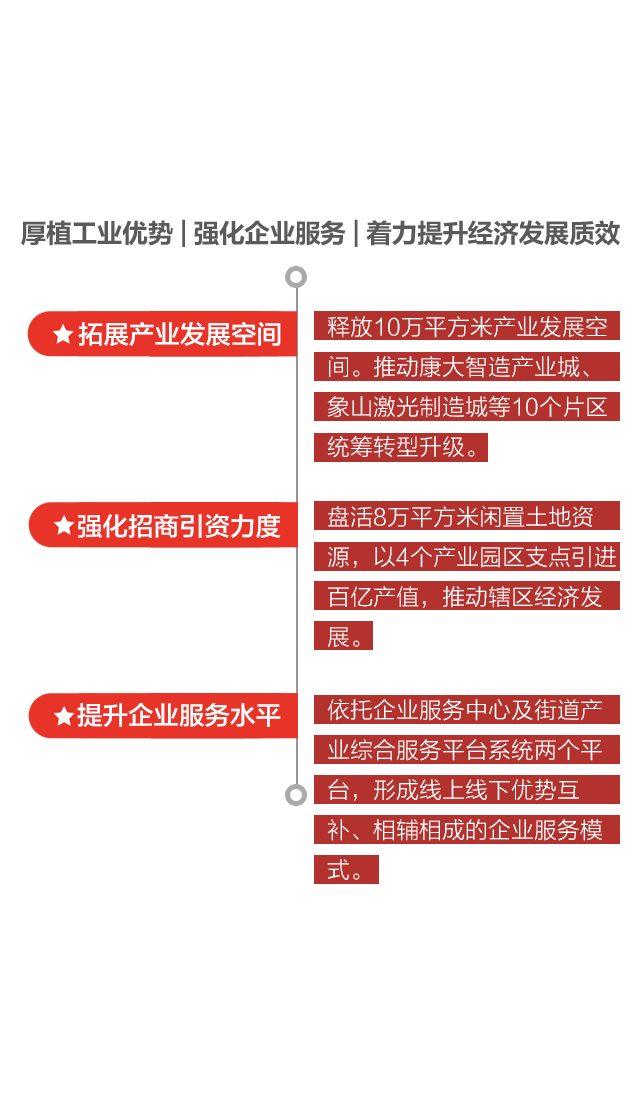 厚植工业优势|强化企业服务|着力提升经济发展质效
拓展产业发展空间
释放10万平方米产业发展空
间。推动康大智造产业城、
象山激光制造城等10个片区
统筹转型升级。
强化招商引资力度
盘活8万平方米闲置土地资
源，以4个产业园区支点引进
百亿产值，推动辖区经济发
展。
提升企业服务水平
依托企业服务中心及街道产
业综合服务平台系统两个平
台，形成线上线下优势互
补、相辅相成的企业服务模
式。